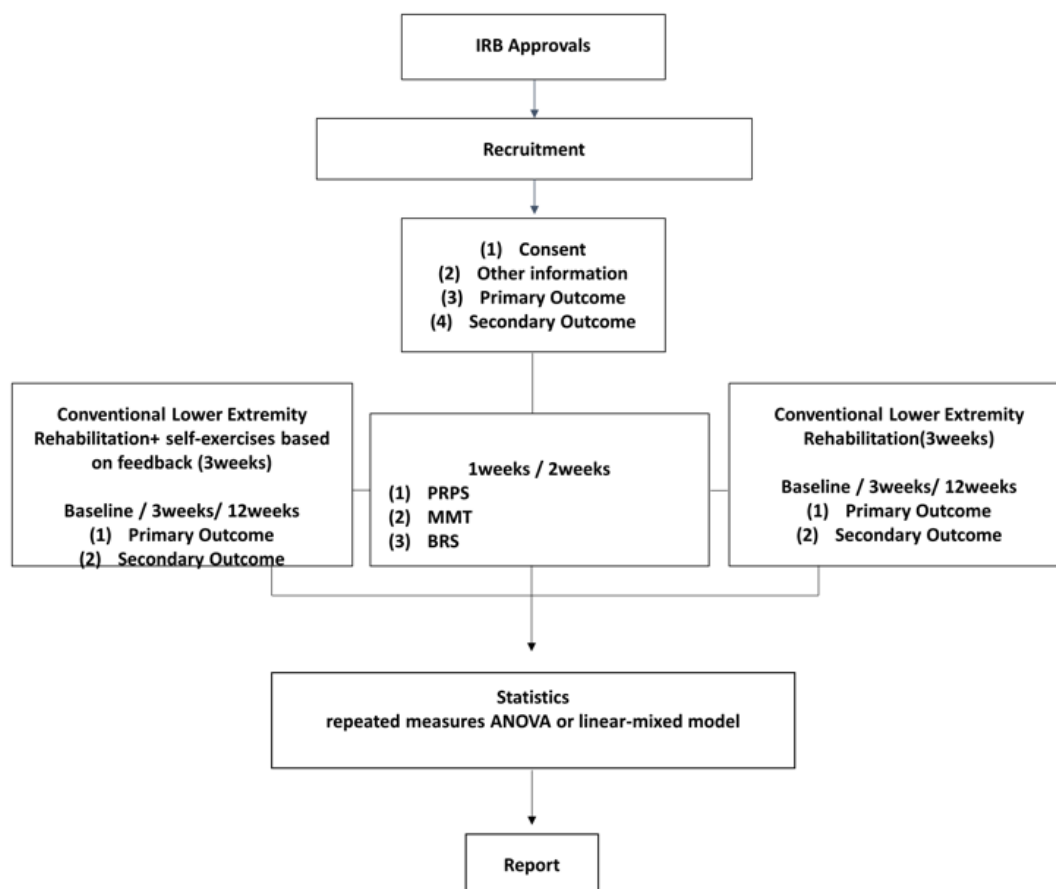 IRB Approvals
Recruitment
(1) Consent
(2) Other information
(3) Primary Outcome
(4) Secondary Outcome
Conventional Lower Extremity
Rehabilitation+ self-exercises based
on feedback (3weeks)
Baseline / 3weeks/ 12weeks
(1) Primary Outcome
(2) Secondary Outcome
1weeks / 2weeks
(1) PRPS
(2) MMT
(3) BRS
Conventional Lower Extremity
Rehabilitation(3weeks)
Baseline / 3weeks/ 12weeks
(1) Primary Outcome
(2) Secondary Outcome
Statistics
repeated measures ANOVA or linear-mixed model
Report